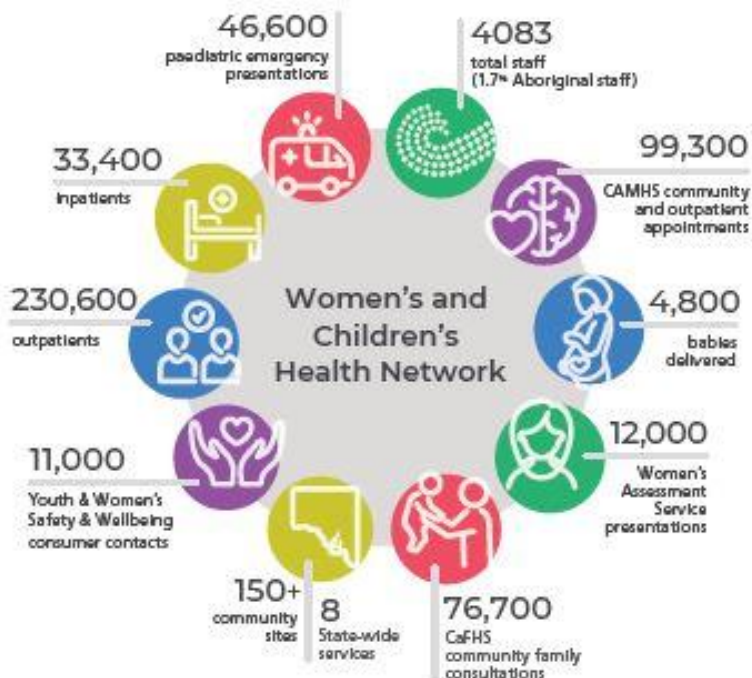 46,600
paediatric emergency
presentations
4083
total staff
(1.7% Aboriginal staff)
33,400
inpatients
99,300
CAMHS community
and outpatient
appointments
230,600
outpatients
Women's and
Children's
Health Network
4,800
babies
delivered
11,000
Youth & Women's
Safety & Wellbeing
consumer contacts
12,000
Women's
Assessment
Service
presentations
150+
community
sites
8
State-wide
services
76,700
CaFHS
community family
consultations